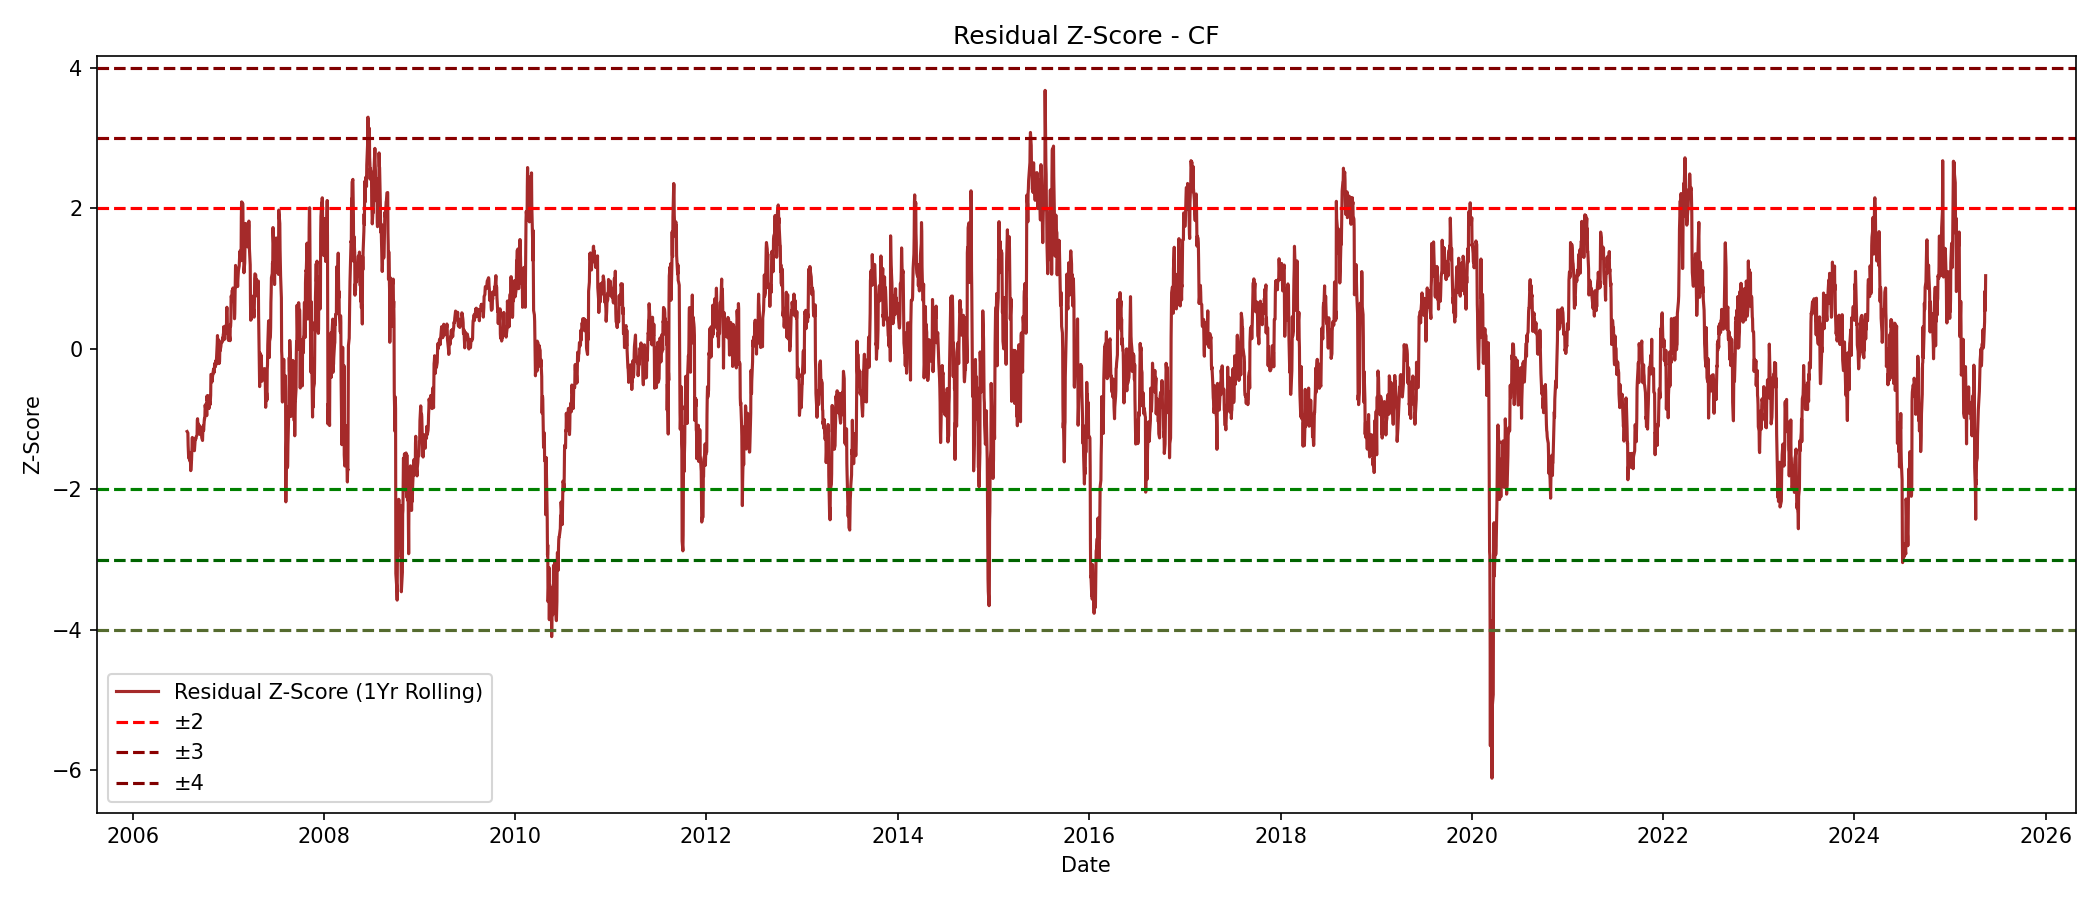 Residual Z-Score - CF
4
2
0
−2
−4
−6
Z-Score
Residual Z-Score (1Yr Rolling)
±2
±3
±4
2006 2008 2010 2012 2014 2016 2018 2020 2022 2024 2026
Date